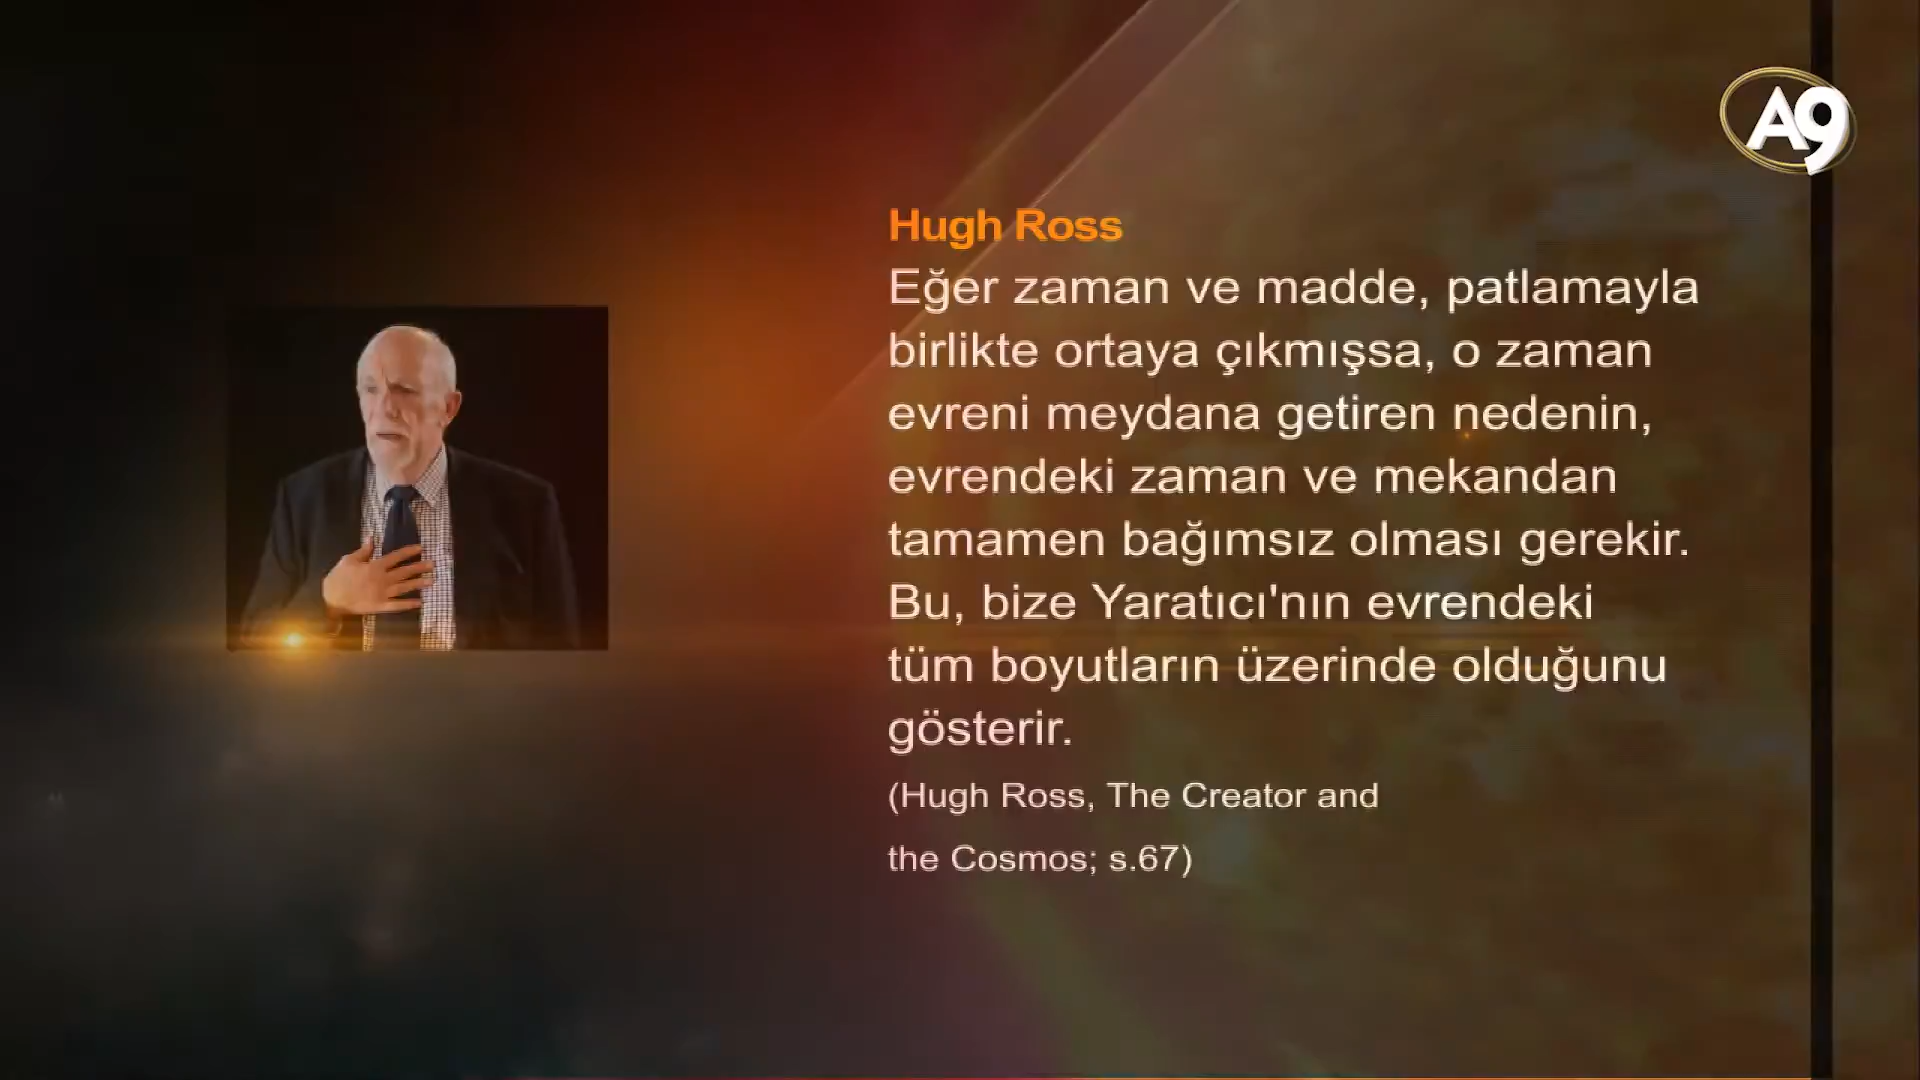 A9
Hugh Ross
Eğer zaman ve madde, patlamayla
birlikte ortaya çıkmışsa, o zaman
evreni meydana getiren nedenin,
evrendeki zaman ve mekandan
tamamen bağımsız olması gerekir.
Bu, bize Yaratıcı'nın evrendeki
tüm boyutların üzerinde olduğunu
gösterir.
(Hugh Ross, The Creator and
the Cosmos; s.67)